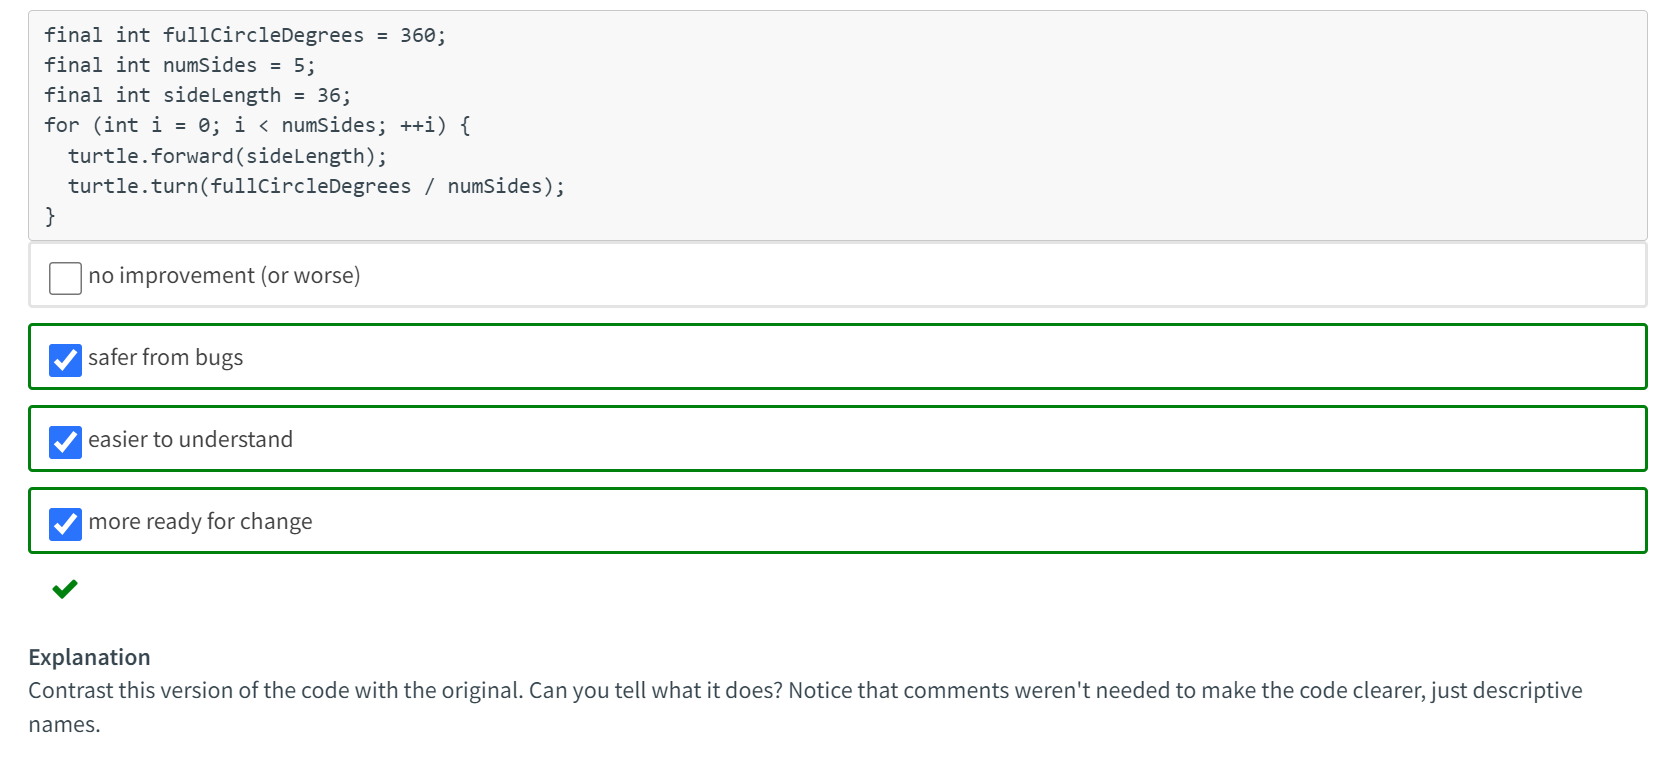 final int fullCircleDegrees = 360;
final int numSides = 5;
final int sideLength = 36;
for (int i = 0; i < numSides; ++i) {
  turtle.forward(sideLength);
  turtle.turn(fullCircleDegrees / numSides);
}
no improvement (or worse)
safer from bugs
easier to understand
more ready for change
Explanation
Contrast this version of the code with the original. Can you tell what it does? Notice that comments weren't needed to make the code clearer, just descriptive
names.